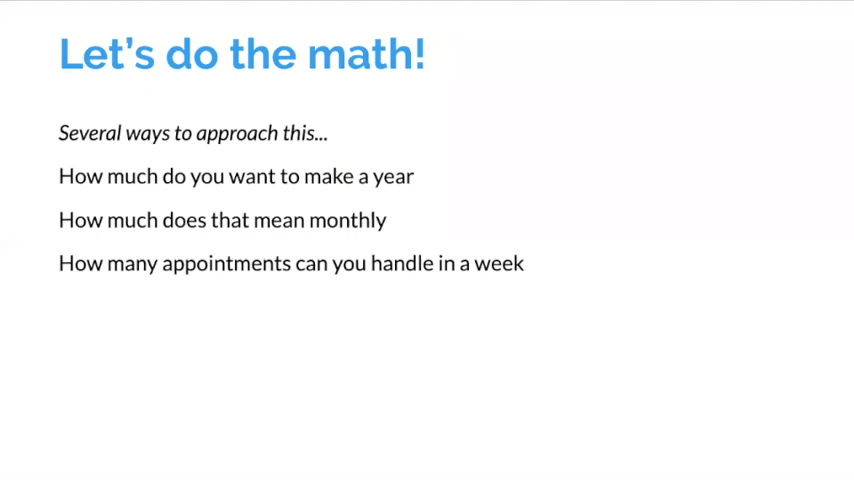 Let’s do the math!
Several ways to approach this...
How much do you want to make a year
How much does that mean monthly
How many appointments can you handle in a week